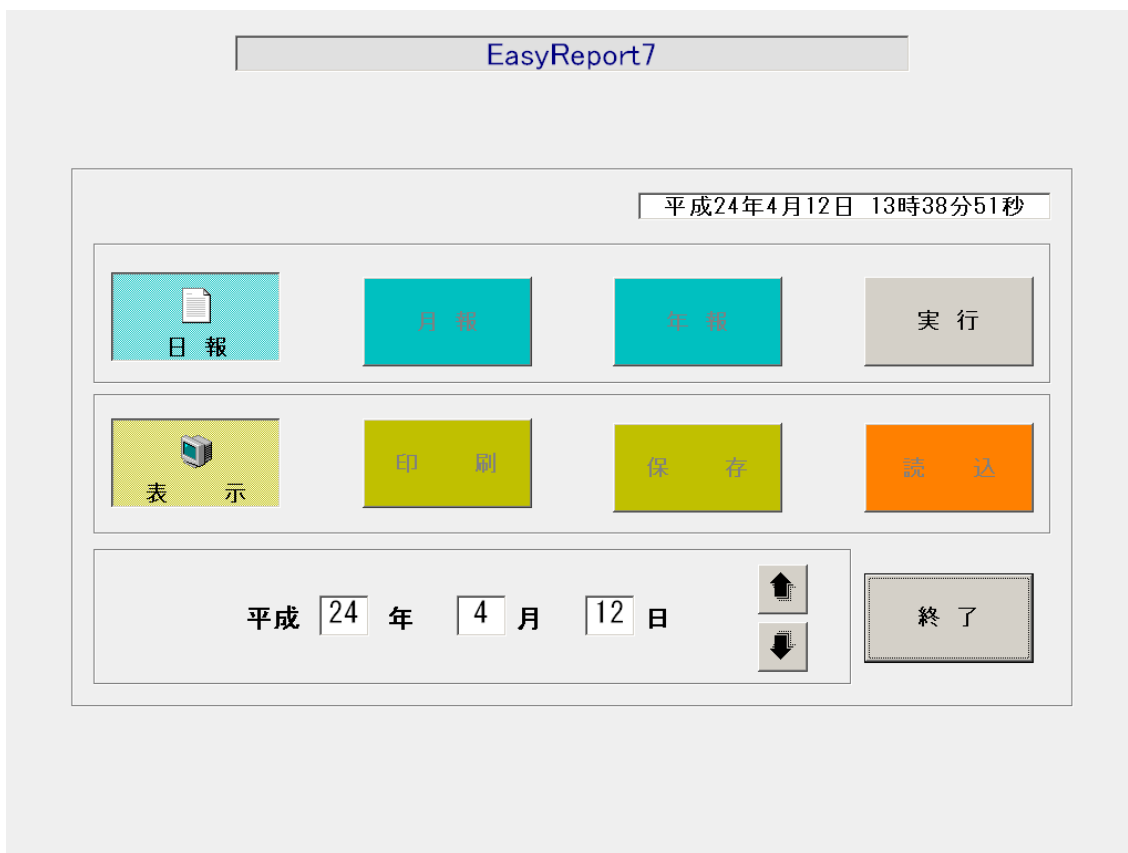 EasyReport7
平成24年4月12日 13時38分51秒
日 報 月 報 年 報 実 行
表 示 印 刷 保 存 読 込
平成 24 年 4 月 12 日 終 了